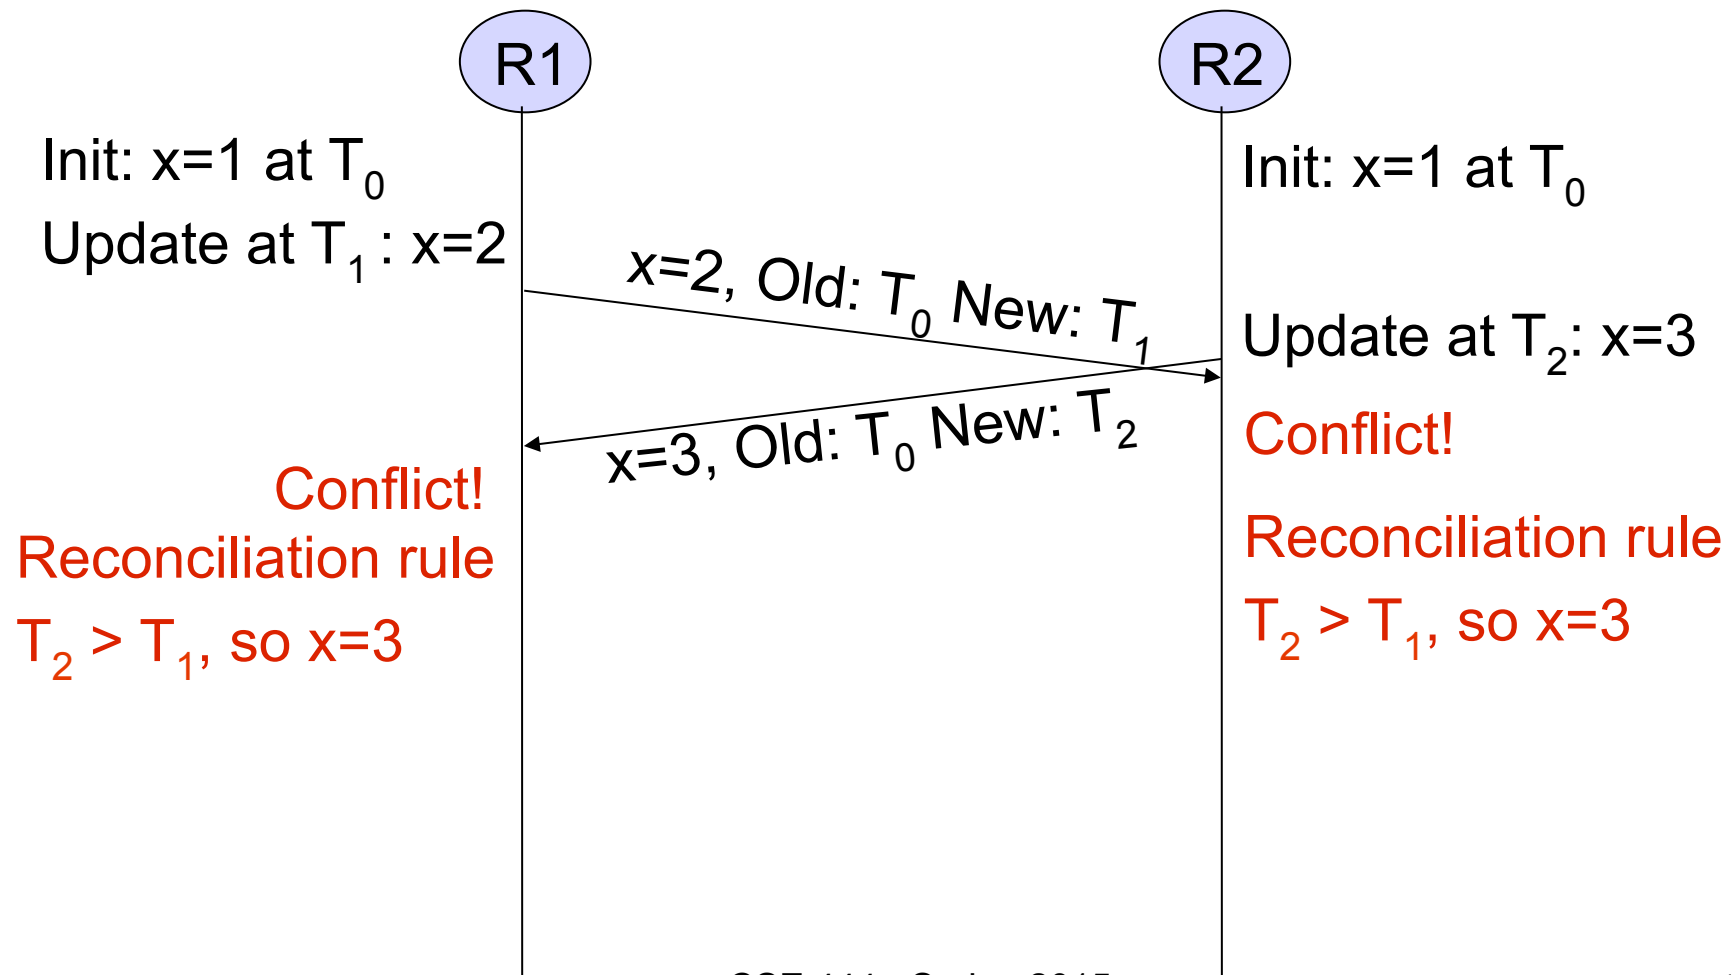 R1
R2
Init: x=1 at T₀
Update at T₁ : x=2
Init: x=1 at T₀
x=2, Old: T₀ New: T₁
Update at T₂: x=3
x=3, Old: T₀ New: T₂
Conflict!
Reconciliation rule
T₂ > T₁, so x=3
Conflict!
Reconciliation rule
T₂ > T₁, so x=3